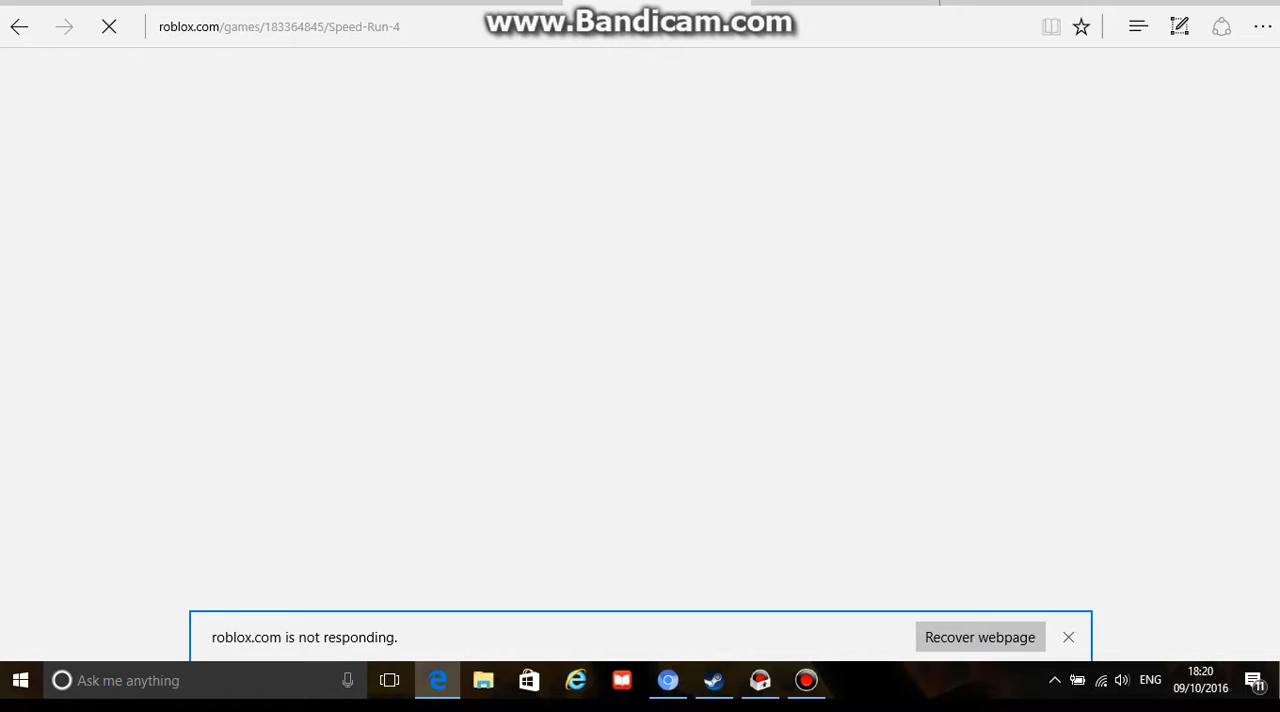 www.Bandicam.com
roblox.com/games/183364845/Speed-Run-4
roblox.com is not responding.
Recover webpage
Ask me anything
ENG
18:20
09/10/2016
11